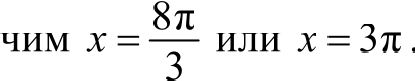 чим x = 8π/3 или x = 3π.